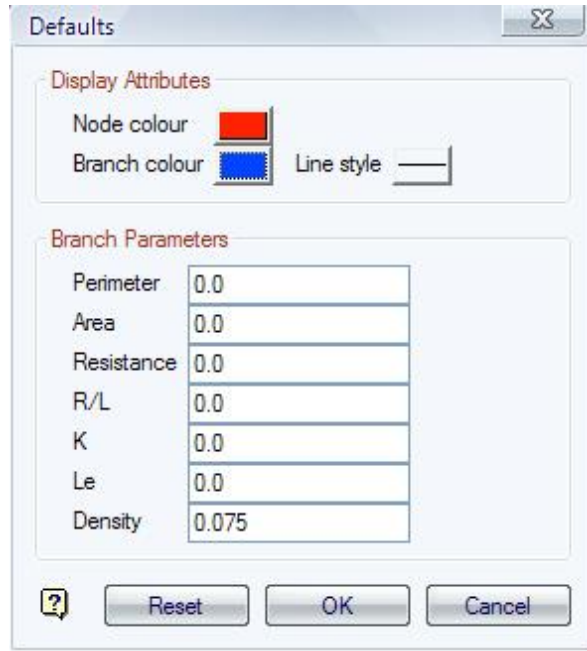 Defaults
Display Attributes
Node colour
Branch colour Line style
Branch Parameters
Perimeter 0.0
Area 0.0
Resistance 0.0
R/L 0.0
K 0.0
Le 0.0
Density 0.075
? Reset OK Cancel